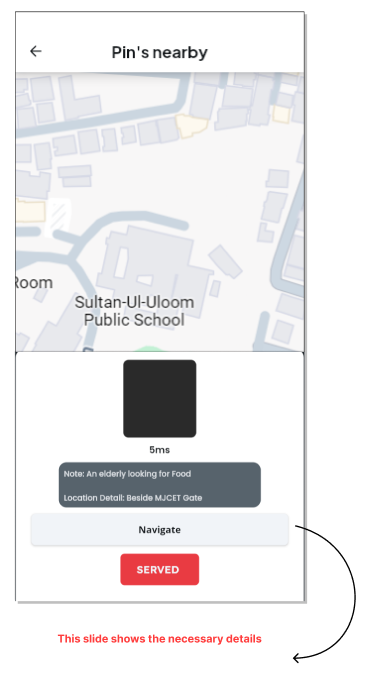 Pin's nearby
Room
Sultan-Ul-Uloom
Public School
5ms
Note: An elderly looking for Food
Location Detail: Beside MJCET Gate
Navigate
SERVED
This slide shows the necessary details